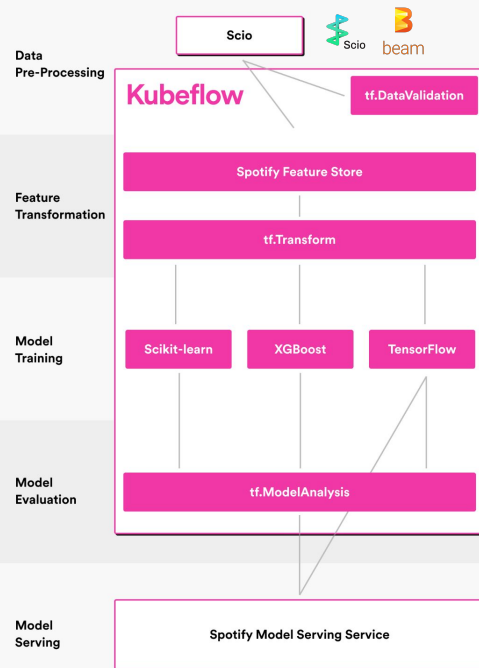 Scio
Scio
beam
Data
Pre-Processing
Kubeflow
tf.DataValidation
Spotify Feature Store
Feature
Transformation
tf.Transform
Model
Training
Scikit-learn
XGBoost
TensorFlow
Model
Evaluation
tf.ModelAnalysis
Model
Serving
Spotify Model Serving Service